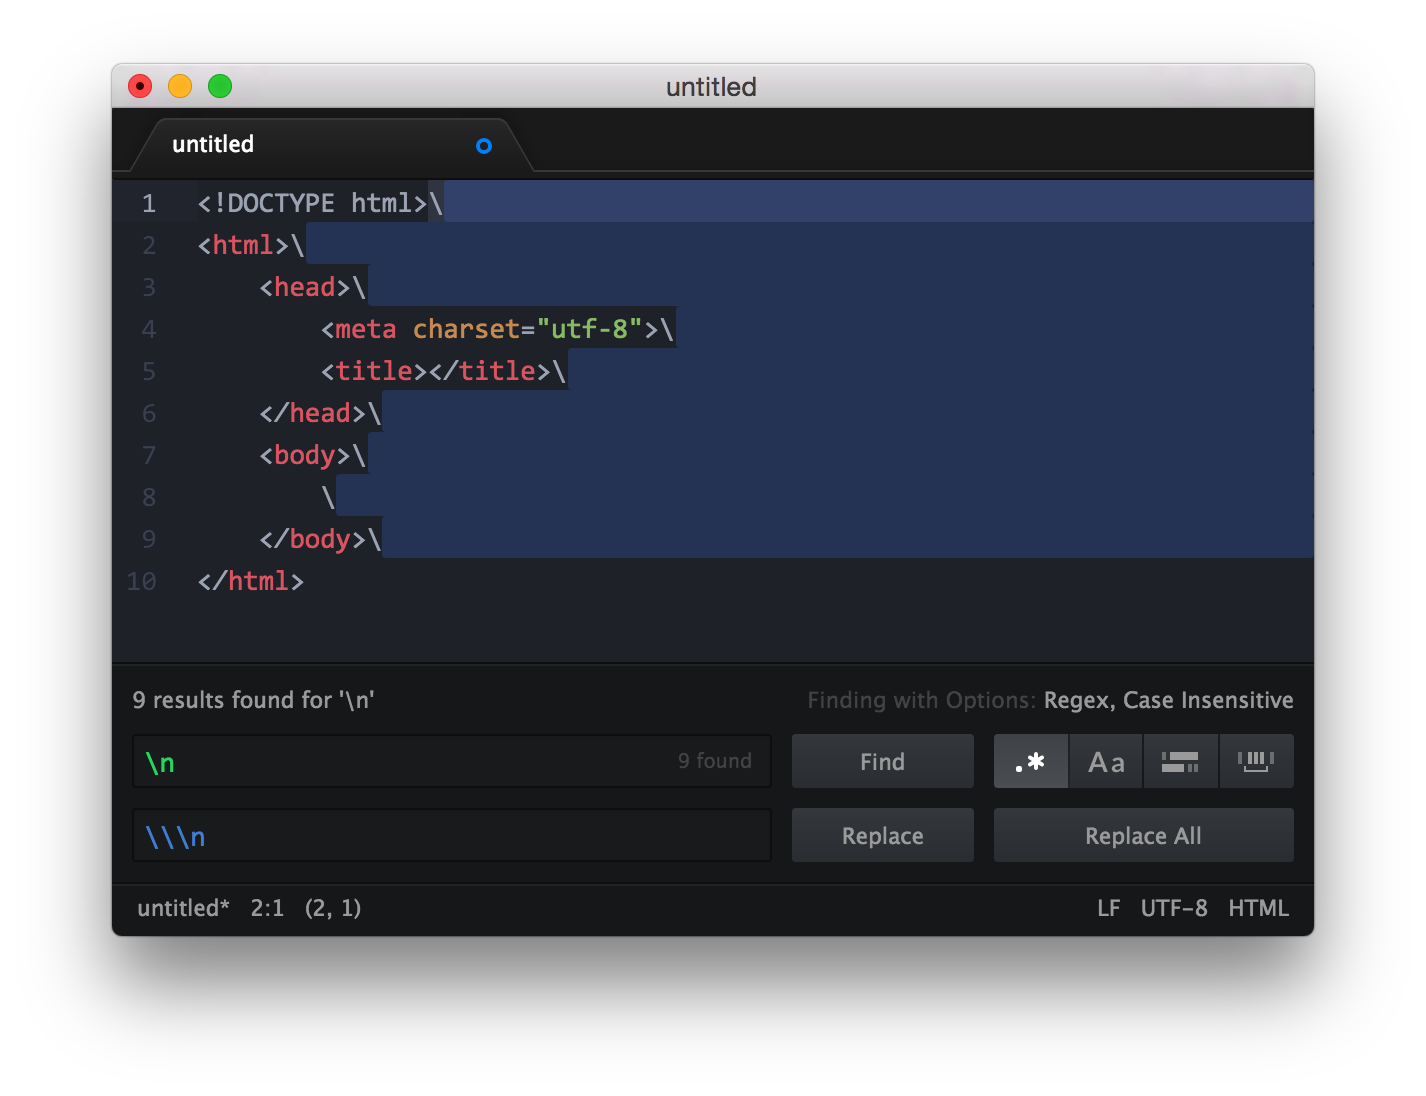 untitled
untitled
1 <!DOCTYPE html>\
2 <html>\
3     <head>\
4         <meta charset="utf-8">\
5         <title></title>\
6     </head>\
7     <body>\
8         \
9     </body>\
10 </html>
9 results found for '\n' Finding with Options: Regex, Case Insensitive
\n 9 found Find .* Aa
\\\n Replace Replace All
untitled* 2:1 (2, 1) LF UTF-8 HTML